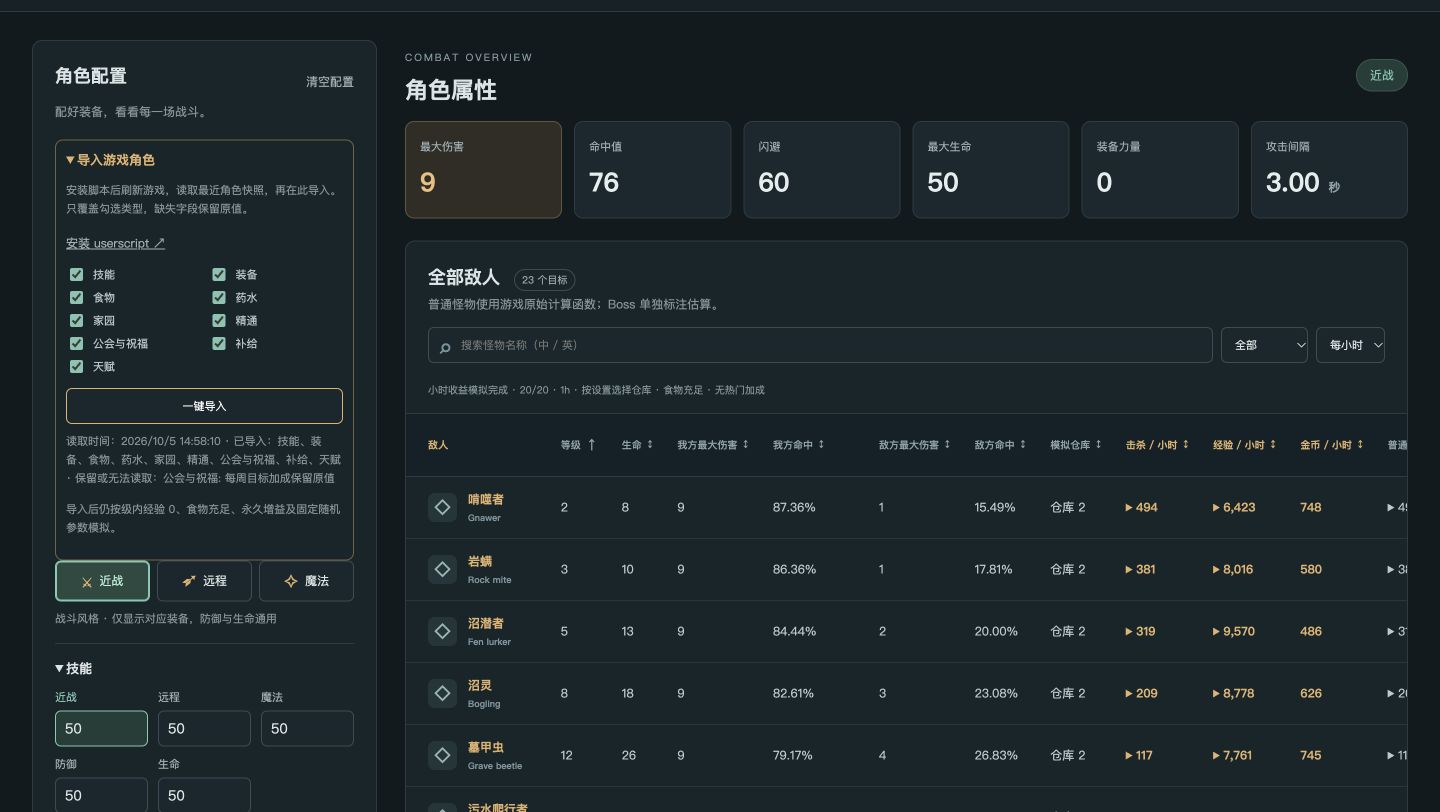 角色配置
清空配置
配好装备，看看每一场战斗。
▼导入游戏角色
安装脚本后刷新游戏，读取最近角色快照，再在此导入。
只覆盖勾选类型，缺失字段保留原值。
安装 userscript ↗
技能 装备
食物 药水
家园 精通
公会与祝福 补给
天赋
一键导入
读取时间：2026/10/5 14:58:10 · 已导入：技能、装
备、食物、药水、家园、精通、公会与祝福、补给、天赋
· 保留或无法读取：公会与祝福: 每周目标加成保留原值
导入后仍按级内经验 0、食物充足、永久增益及固定随机
参数模拟。
近战 远程 魔法
战斗风格 · 仅显示对应装备，防御与生命通用
▼技能
近战 远程 魔法
50 50 50
防御 生命
50 50
COMBAT OVERVIEW
角色属性
近战
最大伤害 命中值 闪避 最大生命 装备力量 攻击间隔
9 76 60 50 0 3.00 秒
全部敌人 23 个目标
普通怪物使用游戏原始计算函数；Boss 单独标注估算。
搜索怪物名称（中 / 英） 全部 每小时
小时收益模拟完成 · 20/20 · 1h · 按设置选择仓库 · 食物充足 · 无热门加成
敌人 等级 ↑ 生命 ↕ 我方最大伤害 ↕ 我方命中 ↕ 敌方最大伤害 ↕ 敌方命中 ↕ 模拟仓库 ↕ 击杀 / 小时 ↕ 经验 / 小时 ↕ 金币 / 小时 ↕ 普通
啃噬者 2 8 9 87.36% 1 15.49% 仓库 2 ▶ 494 ▶ 6,423 748 ▶ 49
Gnawer
岩螨 3 10 9 86.36% 1 17.81% 仓库 2 ▶ 381 ▶ 8,016 580 ▶ 38
Rock mite
沼潜者 5 13 9 84.44% 2 20.00% 仓库 2 ▶ 319 ▶ 9,570 486 ▶ 31
Fen lurker
沼灵 8 18 9 82.61% 3 23.08% 仓库 2 ▶ 209 ▶ 8,778 626 ▶ 20
Bogling
墓甲虫 12 26 9 79.17% 4 26.83% 仓库 2 ▶ 117 ▶ 7,761 745 ▶ 11
Grave beetle
污水爬行者